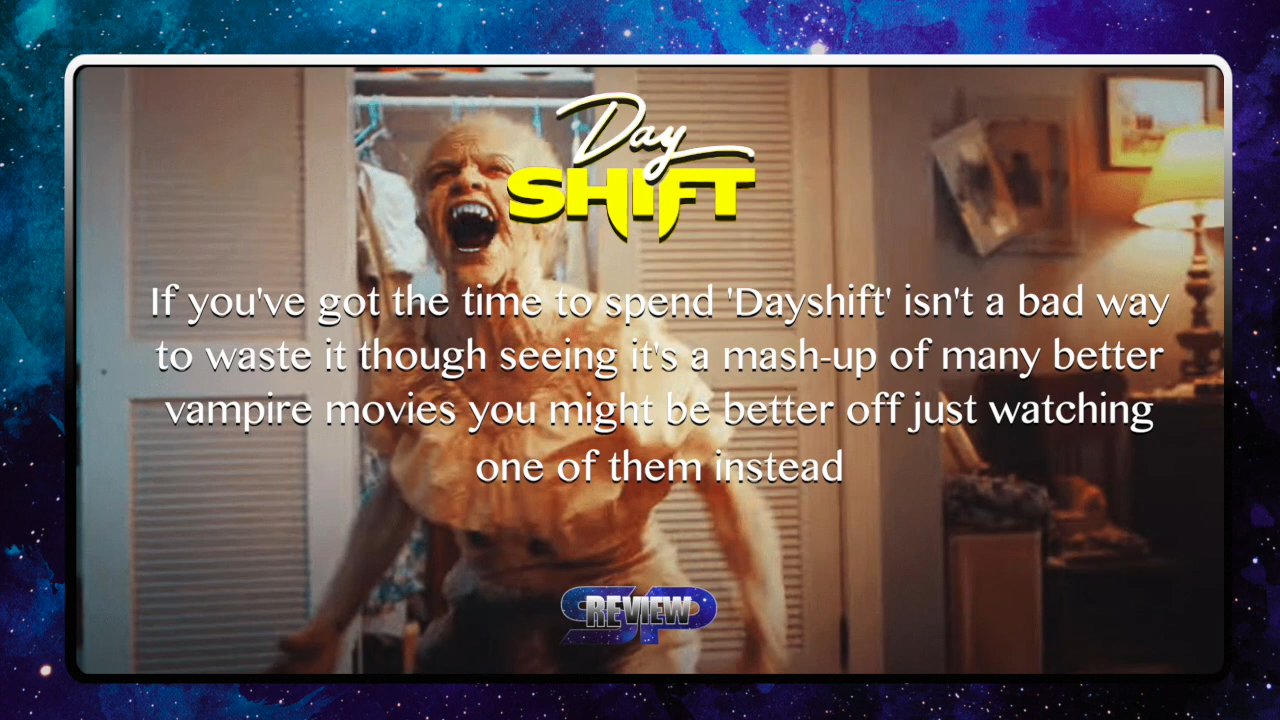 Day
SHIFT
If you've got the time to spend 'Dayshift' isn't a bad way
to waste it though seeing it's a mash-up of many better
vampire movies you might be better off just watching
one of them instead
SJP
REVIEW